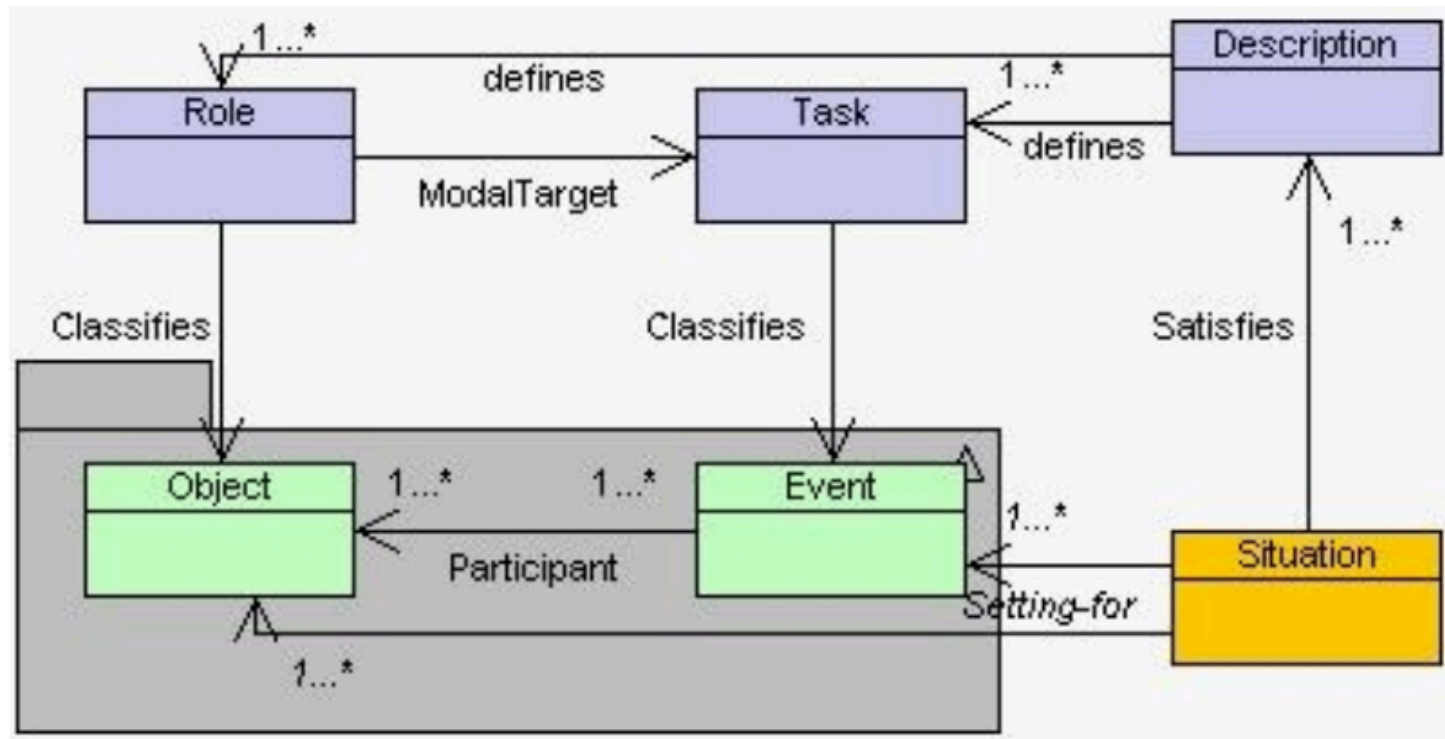 1...*
Description
defines
1...*
Role
Task
defines
ModalTarget
1...*
Classifies
Classifies
Satisfies
Object
1...*
1...*
Event
1...*
Participant
Situation
Setting-for
1...*